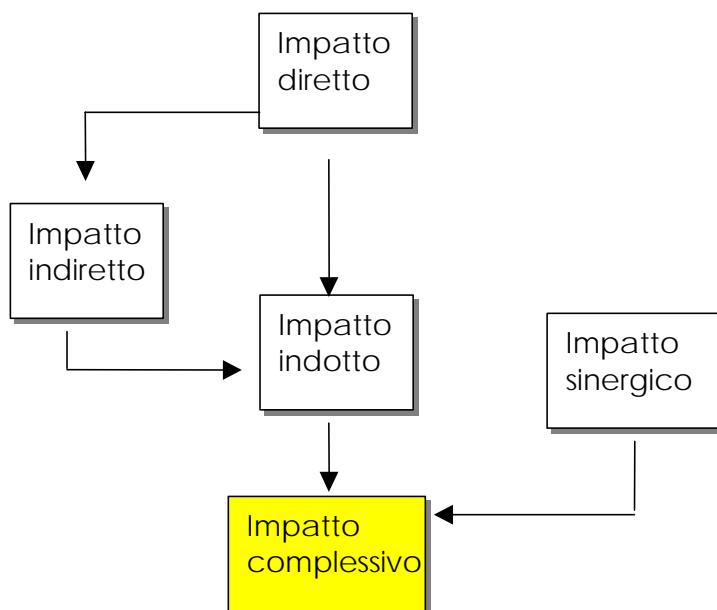 Impatto
diretto
Impatto
indiretto
Impatto
indotto
Impatto
sinergico
Impatto
complessivo